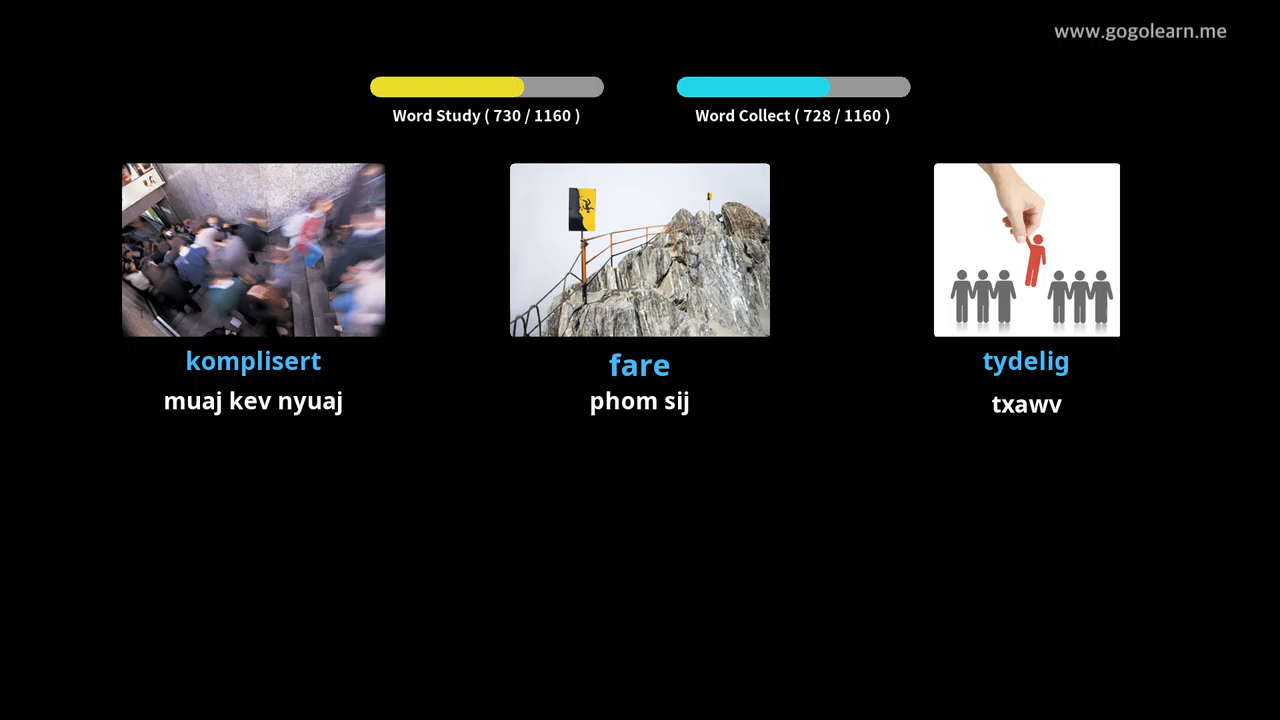 www.gogolearn.me
Word Study ( 730 / 1160 )
Word Collect ( 728 / 1160 )
komplisert
fare
tydelig
muaj kev nyuaj
phom sij
txawv